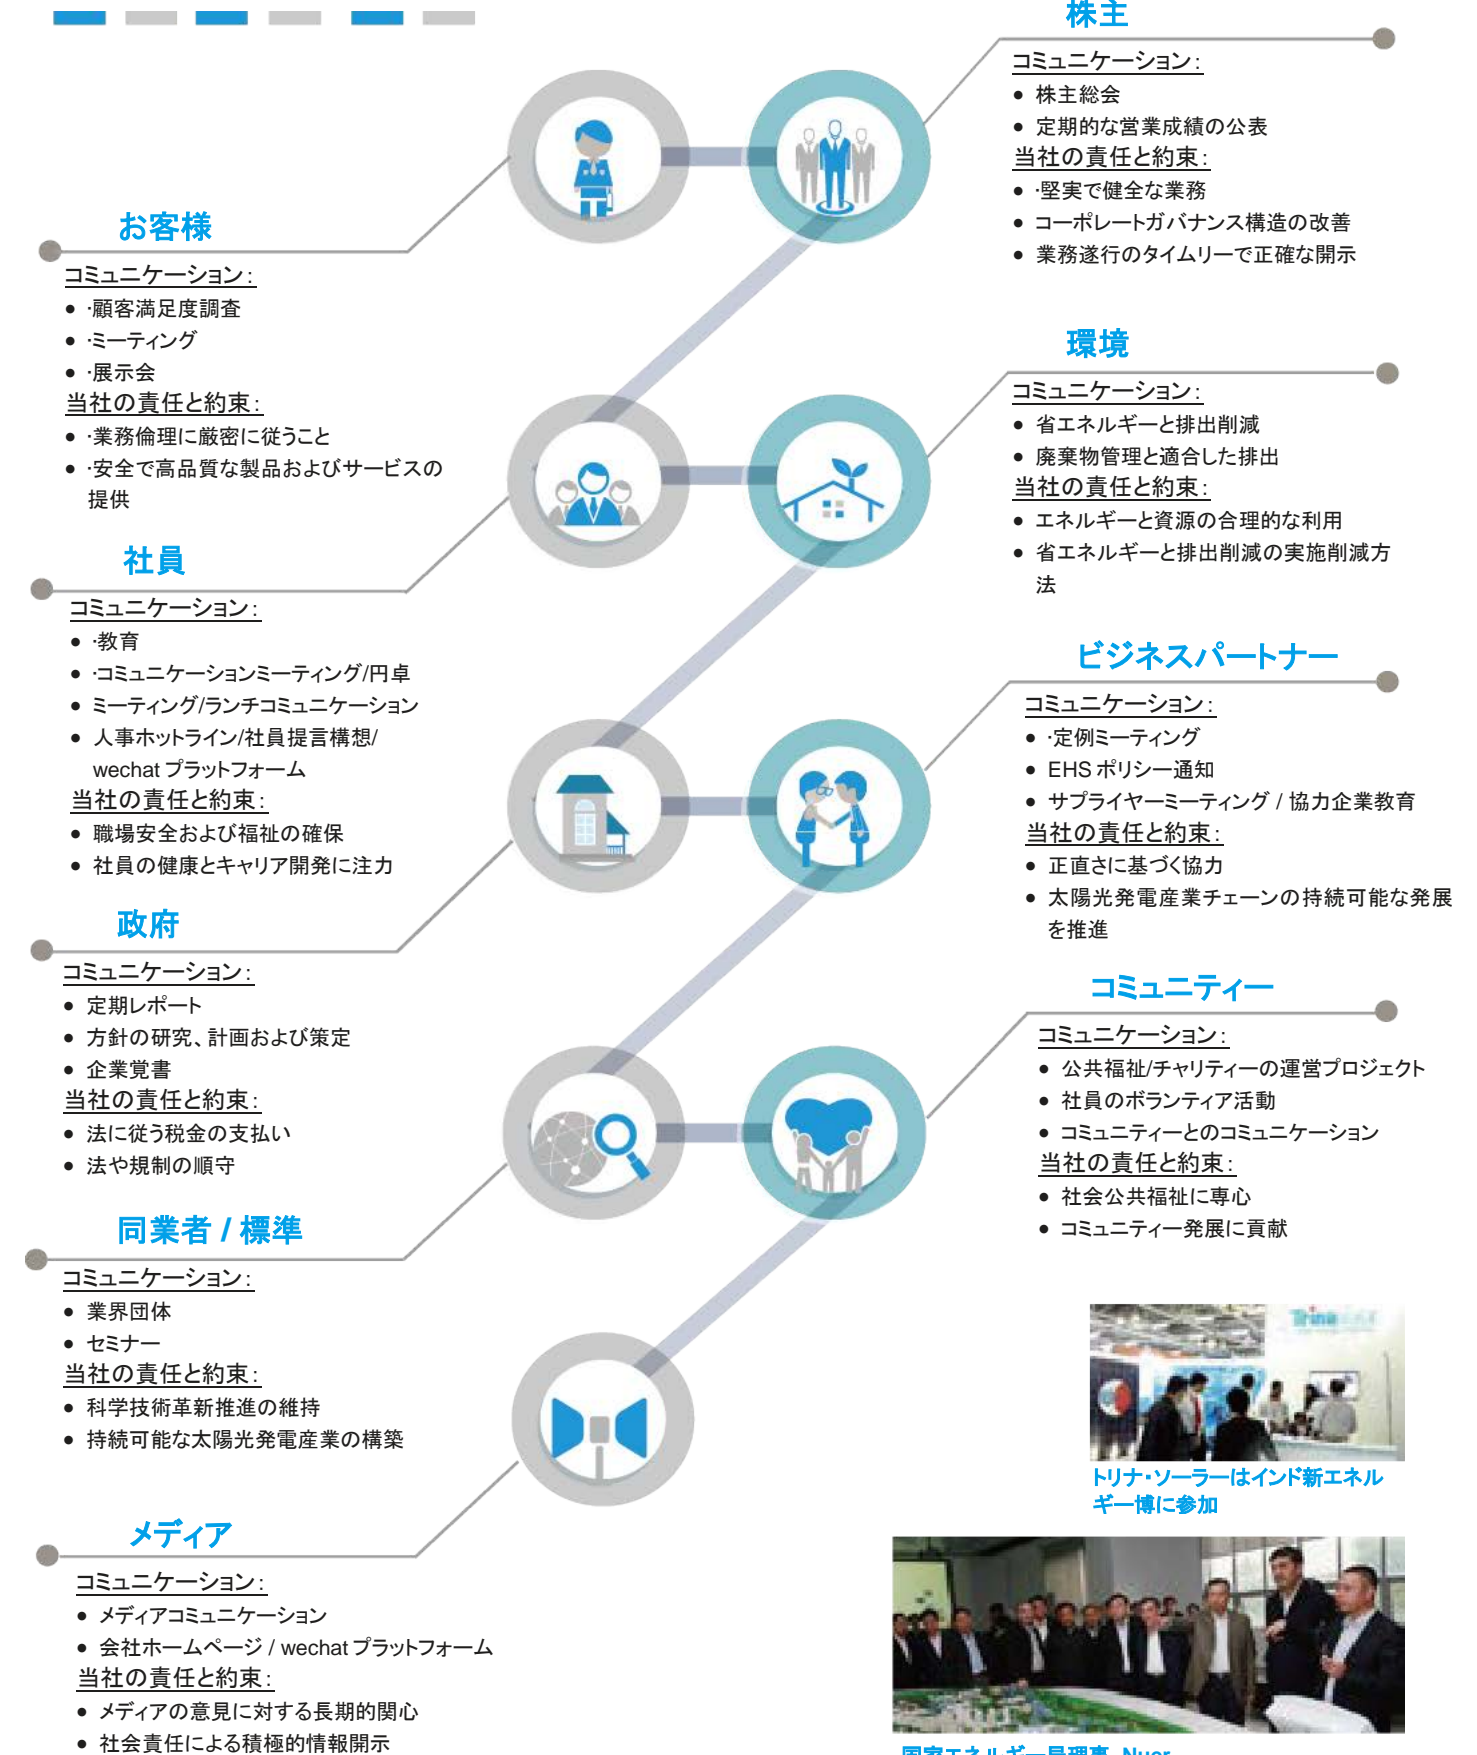 株主
コミュニケーション：
● 株主総会
● 定期的な営業成績の公表
当社の責任と約束：
● ·堅実で健全な業務
● コーポレートガバナンス構造の改善
● 業務遂行のタイムリーで正確な開示
お客様
コミュニケーション：
● ·顧客満足度調査
● ·ミーティング
● ·展示会
当社の責任と約束：
● ·業務倫理に厳密に従うこと
● ·安全で高品質な製品およびサービスの
提供
環境
コミュニケーション：
● 省エネルギーと排出削減
● 廃棄物管理と適合した排出
当社の責任と約束：
● エネルギーと資源の合理的な利用
● 省エネルギーと排出削減の実施削減方
法
社員
コミュニケーション：
● ·教育
● ·コミュニケーションミーティング/円卓
● ミーティング/ランチコミュニケーション
● 人事ホットライン/社員提言構想/
wechat プラットフォーム
当社の責任と約束：
● 職場安全および福祉の確保
● 社員の健康とキャリア開発に注力
ビジネスパートナー
コミュニケーション：
● ·定例ミーティング
● EHS ポリシー通知
● サプライヤーミーティング / 協力企業教育
当社の責任と約束：
● 正直さに基づく協力
● 太陽光発電産業チェーンの持続可能な発展
を推進
政府
コミュニケーション：
● 定期レポート
● 方針の研究、計画および策定
● 企業覚書
当社の責任と約束：
● 法に従う税金の支払い
● 法や規制の順守
コミュニティー
コミュニケーション：
● 公共福祉/チャリティーの運営プロジェクト
● 社員のボランティア活動
● コミュニティーとのコミュニケーション
当社の責任と約束：
● 社会公共福祉に専心
● コミュニティー発展に貢献
同業者 / 標準
コミュニケーション：
● 業界団体
● セミナー
当社の責任と約束：
● 科学技術革新推進の維持
● 持続可能な太陽光発電産業の構築
Trina
トリナ・ソーラーはインド新エネル
ギー博に参加
メディア
コミュニケーション：
● メディアコミュニケーション
● 会社ホームページ / wechat プラットフォーム
当社の責任と約束：
● メディアの意見に対する長期的関心
● 社会責任による積極的情報開示
国家エネルギー局理事、Nuer